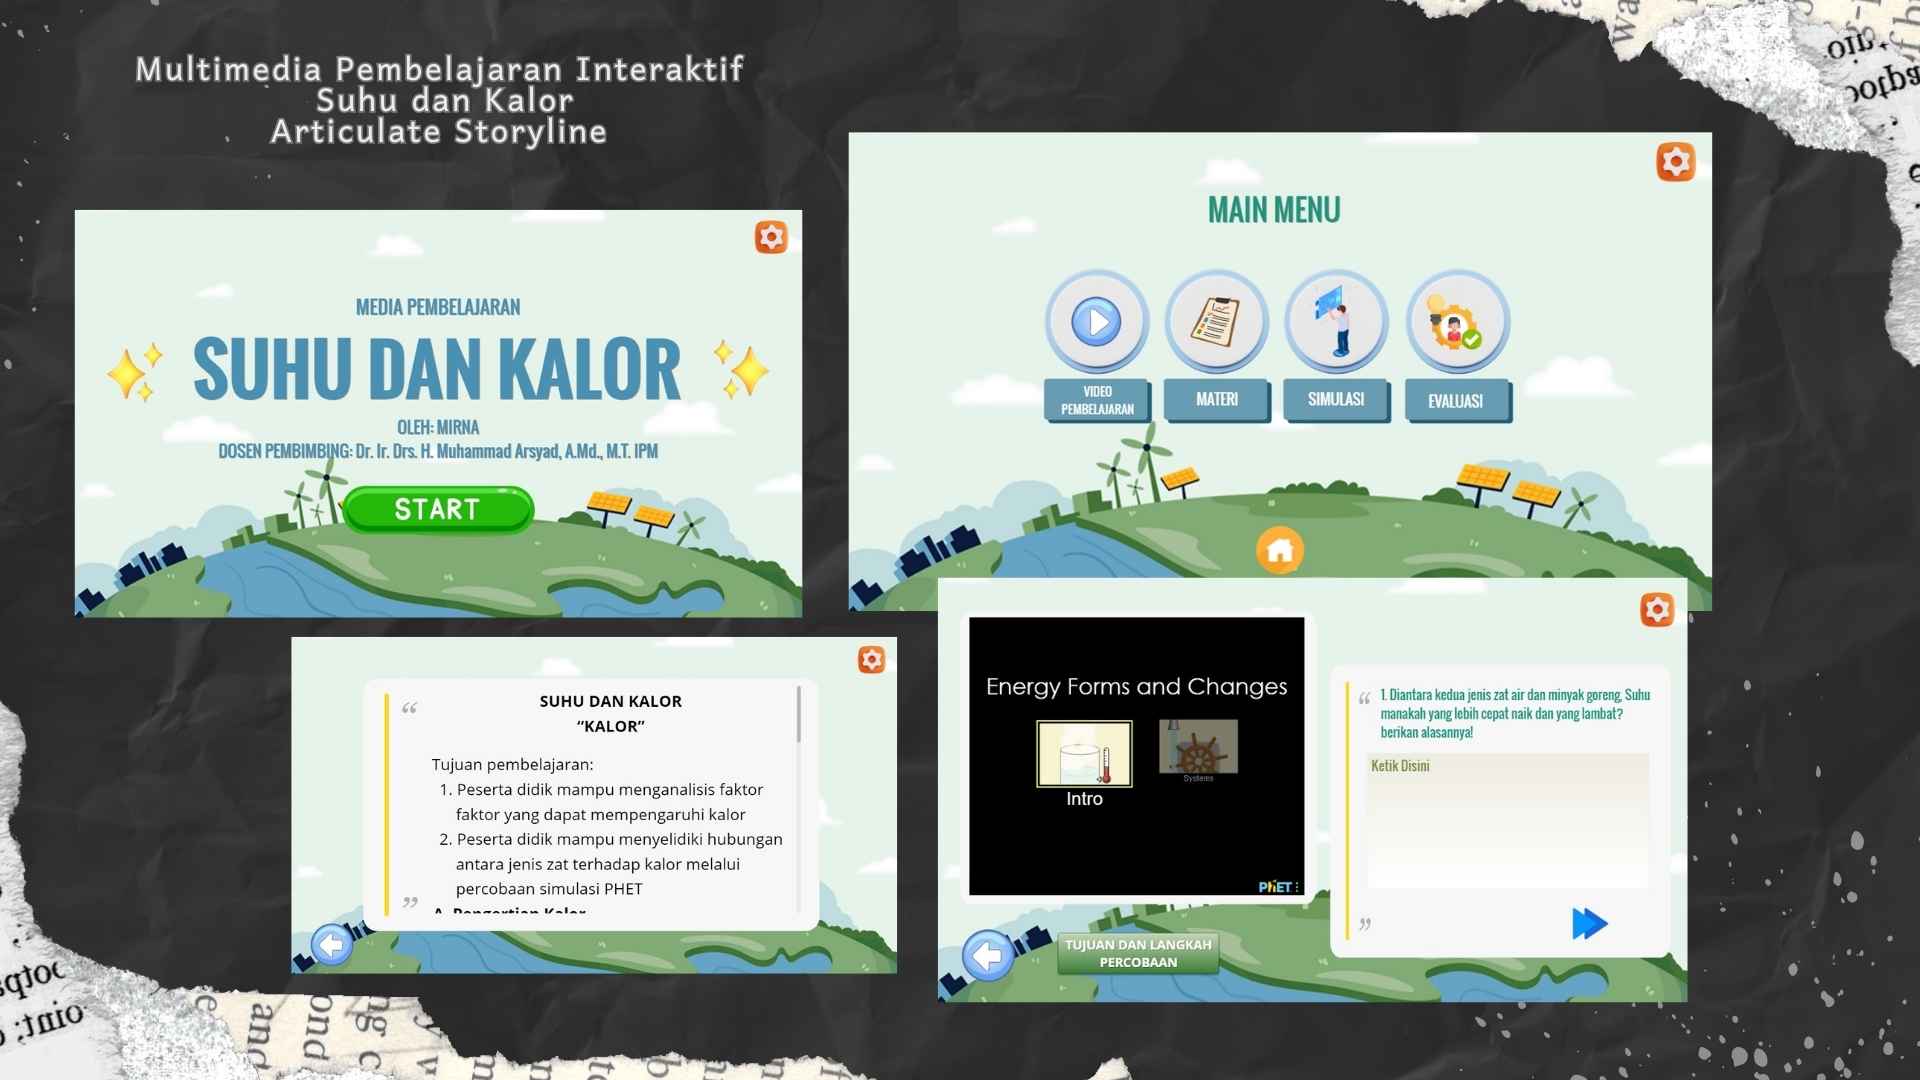 Multimedia Pembelajaran Interaktif
Suhu dan Kalor
Articulate Storyline
MEDIA PEMBELAJARAN
SUHU DAN KALOR
OLEH: MIRNA
DOSEN PEMBIMBING: Dr. Ir. Drs. H. Muhammad Arsyad, A.Md., M.T. IPM
START
MAIN MENU
VIDEO
PEMBELAJARAN
MATERI
SIMULASI
EVALUASI
“
SUHU DAN KALOR
“KALOR”
Tujuan pembelajaran:
1. Peserta didik mampu menganalisis faktor
faktor yang dapat mempengaruhi kalor
2. Peserta didik mampu menyelidiki hubungan
antara jenis zat terhadap kalor melalui
percobaan simulasi PHET
A. Pengertian Kalor
”
Energy Forms and Changes
Intro
Systems
PhET
TUJUAN DAN LANGKAH
PERCOBAAN
“
1. Diantara kedua jenis zat air dan minyak goreng, Suhu
manakah yang lebih cepat naik dan yang lambat?
berikan alasannya!
Ketik Disini
”